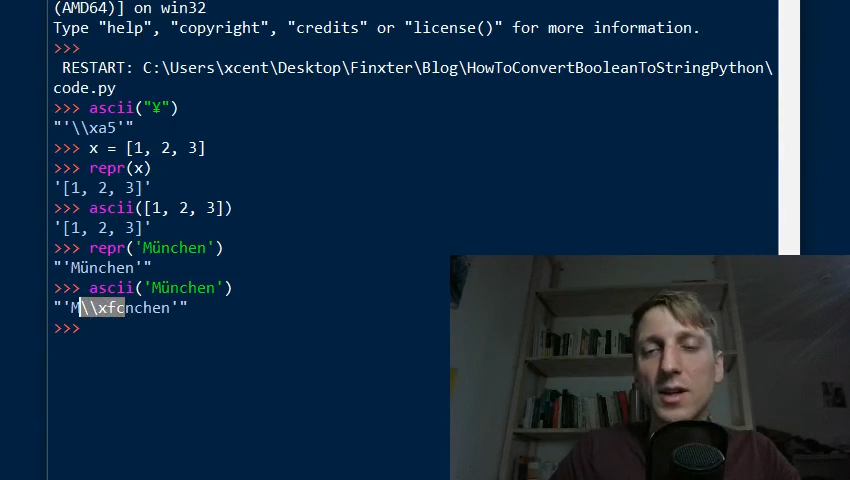 (AMD64)] on win32
Type "help", "copyright", "credits" or "license()" for more information.
>>>
RESTART: C:\Users\xcent\Desktop\Finxter\Blog\HowToConvertBooleanToStringPython\
code.py
>>> ascii("¥")
"'\\xa5'"
>>> x = [1, 2, 3]
>>> repr(x)
'[1, 2, 3]'
>>> ascii([1, 2, 3])
'[1, 2, 3]'
>>> repr('München')
"'München'"
>>> ascii('München')
"'M\\xfcnchen'"
>>>